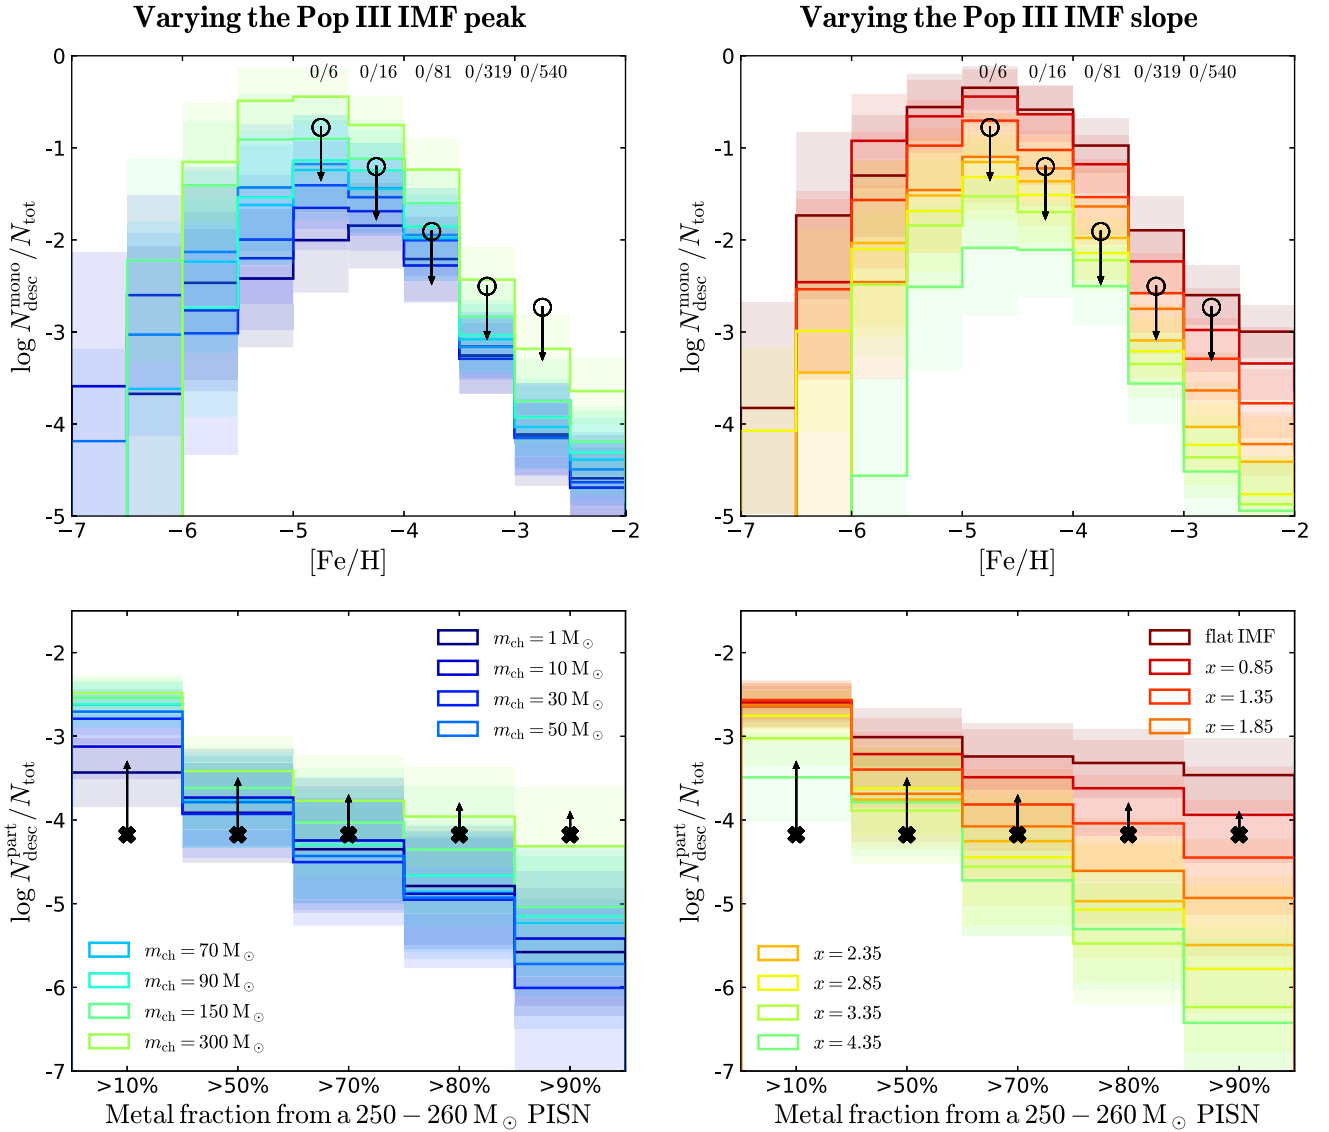 Varying the Pop III IMF peak
0/6 0/16 0/81 0/319 0/540
0
-1
-2
-3
-4
-5
log N_desc^mono / N_tot
−7 −6 −5 −4 −3 −2
[Fe/H]
Varying the Pop III IMF slope
0/6 0/16 0/81 0/319 0/540
0
-1
-2
-3
-4
-5
log N_desc^mono / N_tot
−7 −6 −5 −4 −3 −2
[Fe/H]
m_ch = 1 M_⊙
m_ch = 10 M_⊙
m_ch = 30 M_⊙
m_ch = 50 M_⊙
m_ch = 70 M_⊙
m_ch = 90 M_⊙
m_ch = 150 M_⊙
m_ch = 300 M_⊙
-2
-3
-4
-5
-6
-7
log N_desc^part / N_tot
>10% >50% >70% >80% >90%
Metal fraction from a 250 − 260 M_⊙ PISN
flat IMF
x = 0.85
x = 1.35
x = 1.85
x = 2.35
x = 2.85
x = 3.35
x = 4.35
-2
-3
-4
-5
-6
-7
log N_desc^part / N_tot
>10% >50% >70% >80% >90%
Metal fraction from a 250 − 260 M_⊙ PISN